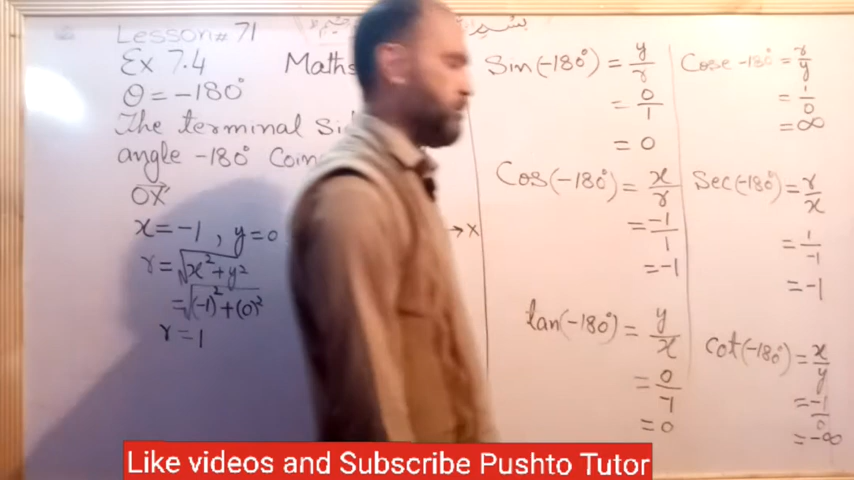 Lesson# 71
Ex 7.4 Maths
θ = -180°
The terminal
angle -180°
OX'
x = -1 , y = 0
r = √x² + y²
= √(-1)² + (0)²
r = 1
→ X
Sin(-180°) = y/r
= 0/1
= 0
Cos(-180°) = x/r
= -1/1
= -1
tan(-180°) = y/x
= 0/-1
= 0
Cosec -180° = r/y
= 1/0
= ∞
Sec(-180°) = r/x
= 1/-1
= -1
Cot(-180°) = x/y
= -1/0
= -∞
Like videos and Subscribe Pushto Tutor